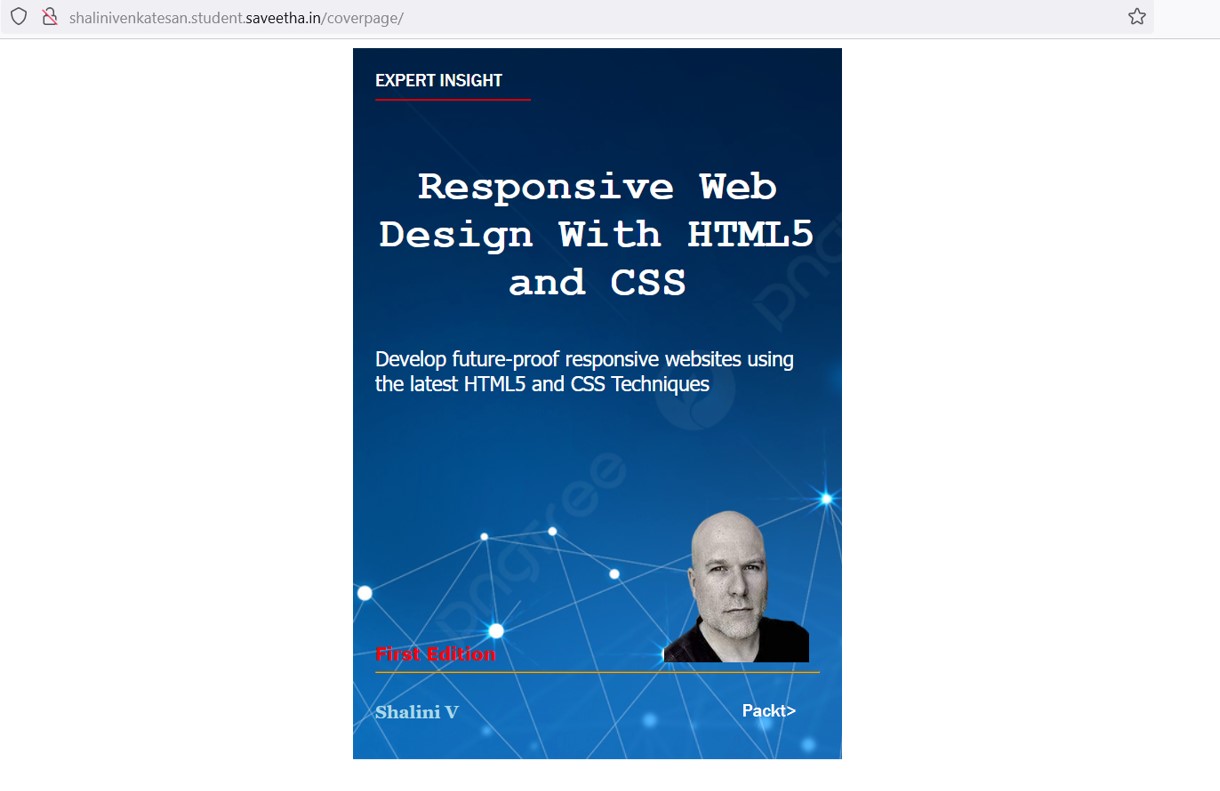 shalinivenkatesan.student.saveetha.in/coverpage/
EXPERT INSIGHT
Responsive Web
Design With HTML5
and CSS
Develop future-proof responsive websites using
the latest HTML5 and CSS Techniques
pngtree
pngtree
First Edition
Shalini V
Packt>